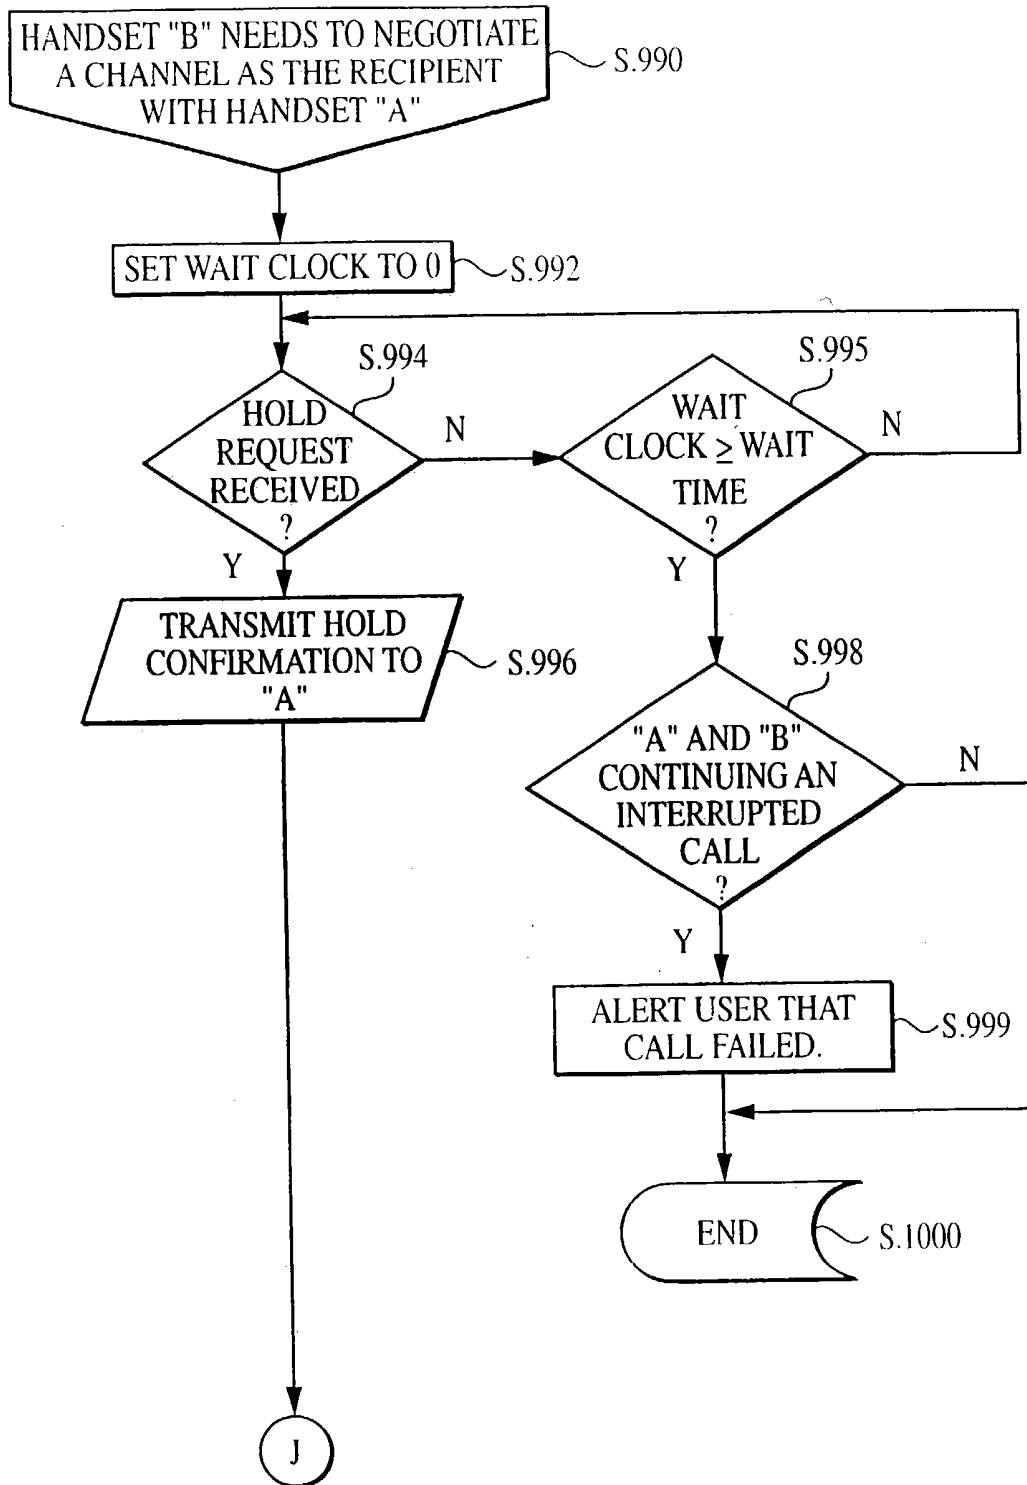 HANDSET "B" NEEDS TO NEGOTIATE
A CHANNEL AS THE RECIPIENT
WITH HANDSET "A"
S.990
SET WAIT CLOCK TO 0
S.992
S.994
HOLD
REQUEST
RECEIVED
?
N
Y
S.995
WAIT
CLOCK ≥ WAIT
TIME
?
N
Y
TRANSMIT HOLD
CONFIRMATION TO
"A"
S.996
S.998
"A" AND "B"
CONTINUING AN
INTERRUPTED
CALL
?
N
Y
ALERT USER THAT
CALL FAILED.
S.999
END
S.1000
J